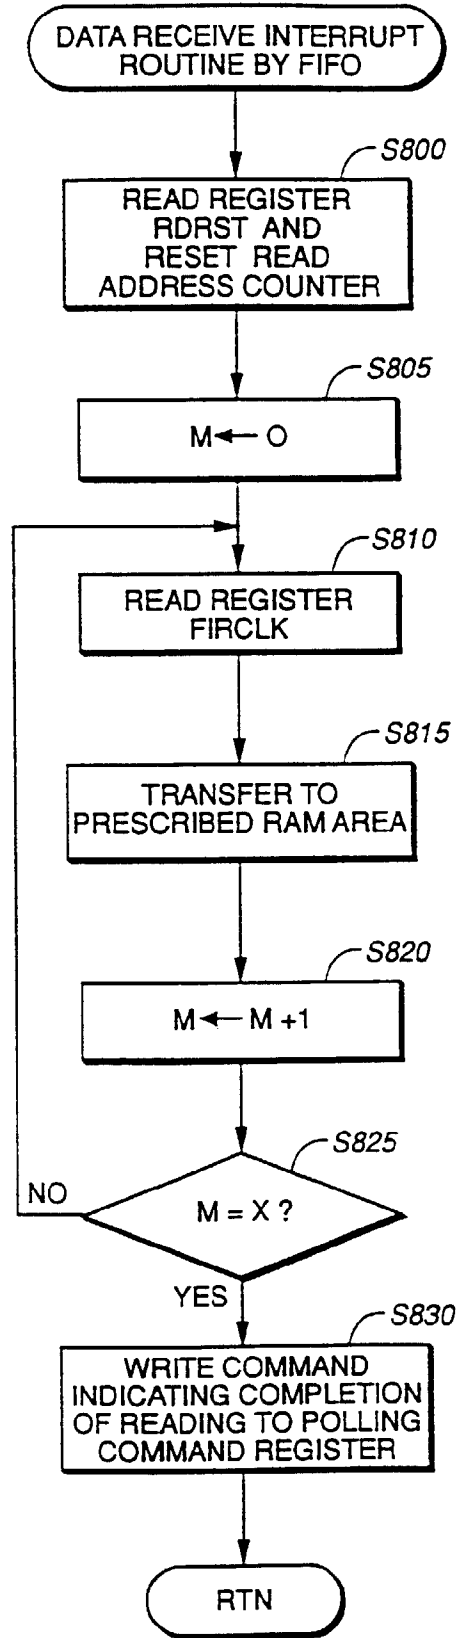 DATA RECEIVE INTERRUPT
ROUTINE BY FIFO
S800
READ REGISTER
RDRST AND
RESET READ
ADDRESS COUNTER
S805
M ← O
S810
READ REGISTER
FIRCLK
S815
TRANSFER TO
PRESCRIBED RAM AREA
S820
M ← M +1
S825
M = X ?
NO
YES
S830
WRITE COMMAND
INDICATING COMPLETION
OF READING TO POLLING
COMMAND REGISTER
RTN